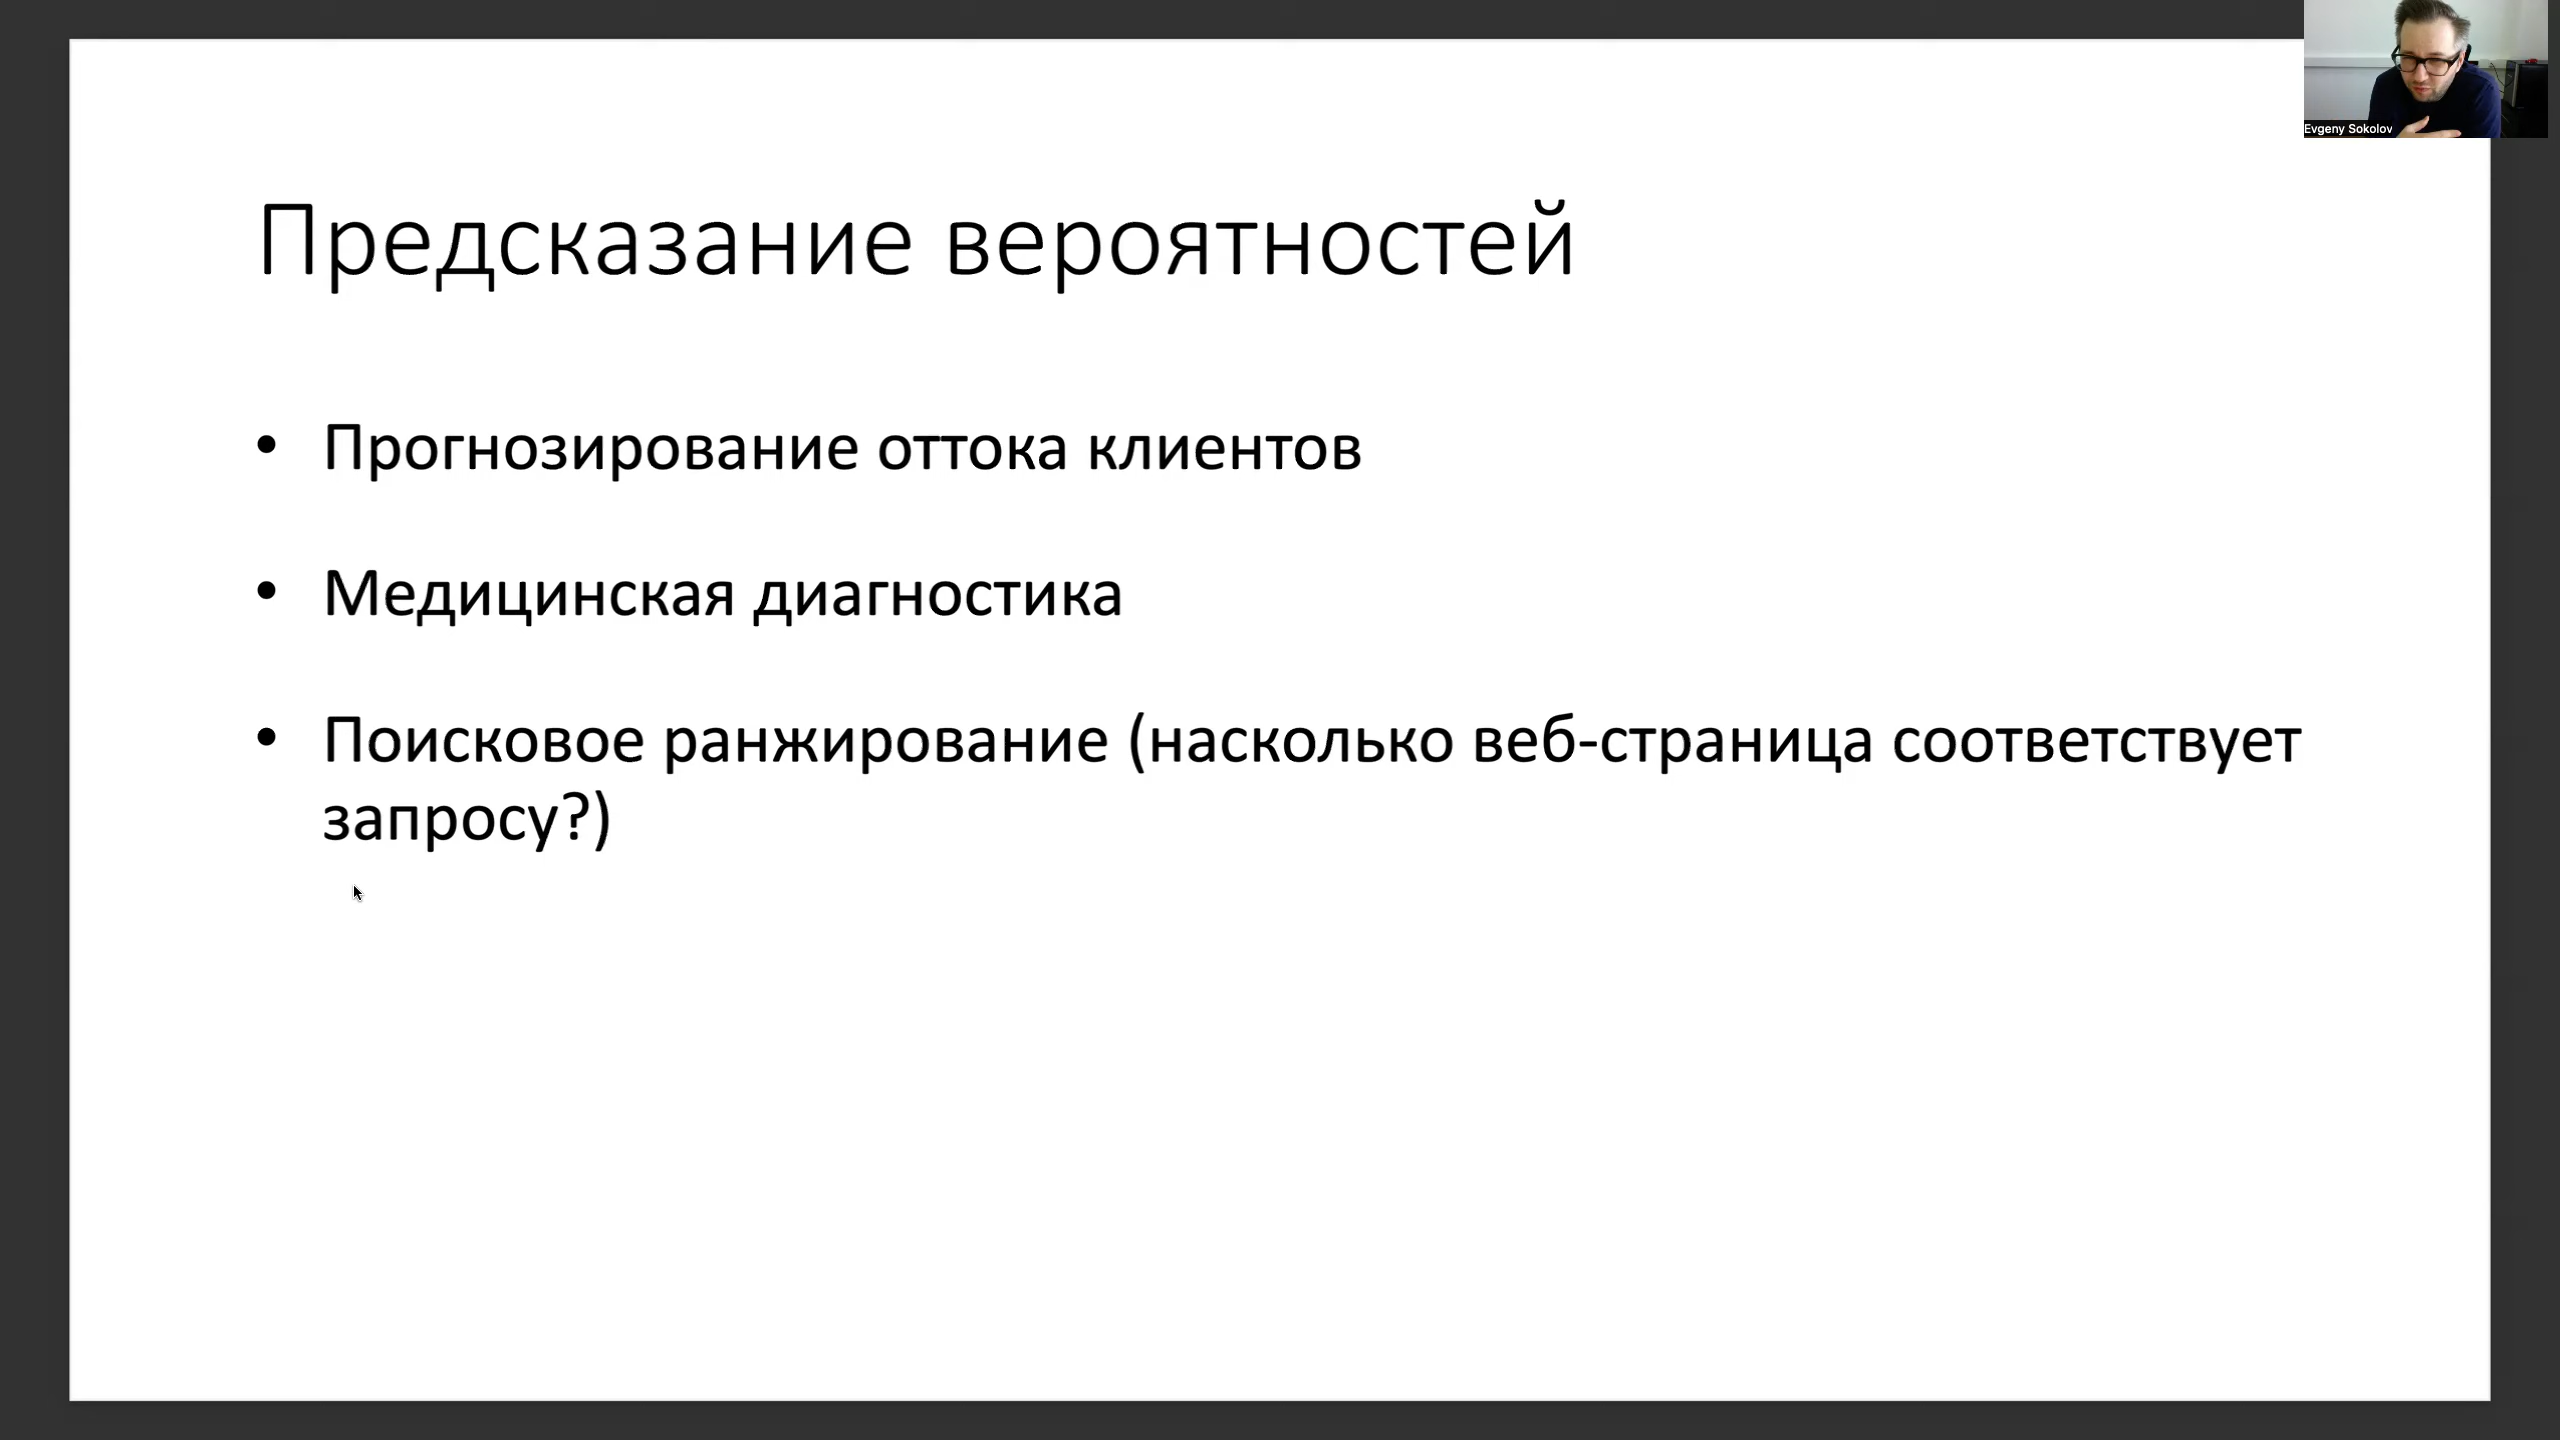 Evgeny Sokolov
Предсказание вероятностей
• Прогнозирование оттока клиентов
• Медицинская диагностика
• Поисковое ранжирование (насколько веб-страница соответствует
запросу?)